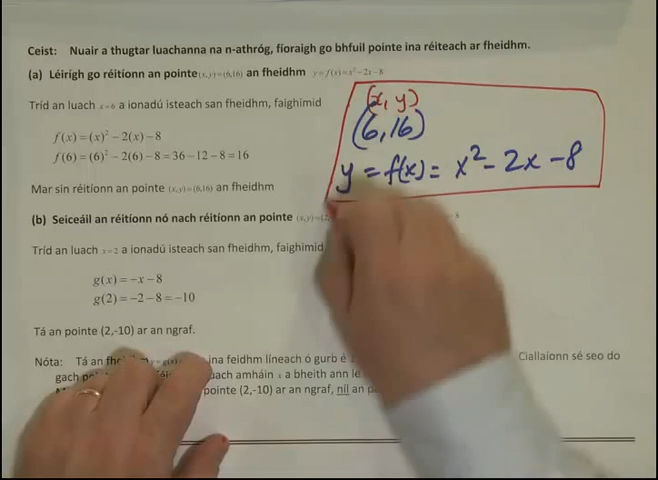 Ceist: Nuair a thugtar luachanna na n-athróg, fíoraigh go bhfuil pointe ina réiteach ar fheidhm.
(a) Léirigh go réitíonn an pointe (x, y) = (6,16) an fheidhm y = f(x) = x² – 2x – 8
(x, y)
Tríd an luach x = 6 a ionadú isteach san fheidhm, faighimid
(6, 16)
f(x) = (x)² – 2(x) – 8
f(6) = (6)² – 2(6) – 8 = 36 – 12 – 8 = 16
y = f(x) = x² – 2x – 8
Mar sin réitíonn an pointe (x, y) = (6,16) an fheidhm
(b) Seiceáil an réitíonn nó nach réitíonn an pointe (x, y) = (2,
Tríd an luach x = 2 a ionadú isteach san fheidhm, faighimid
g(x) = –x – 8
g(2) = –2 – 8 = –10
Tá an pointe (2,-10) ar an ngraf.
Nóta: Tá an ina feidhm líneach ó gurb é Ciallaíonn sé seo do
gach amháin x a bheith ann
pointe (2,-10) ar an ngraf, níl an